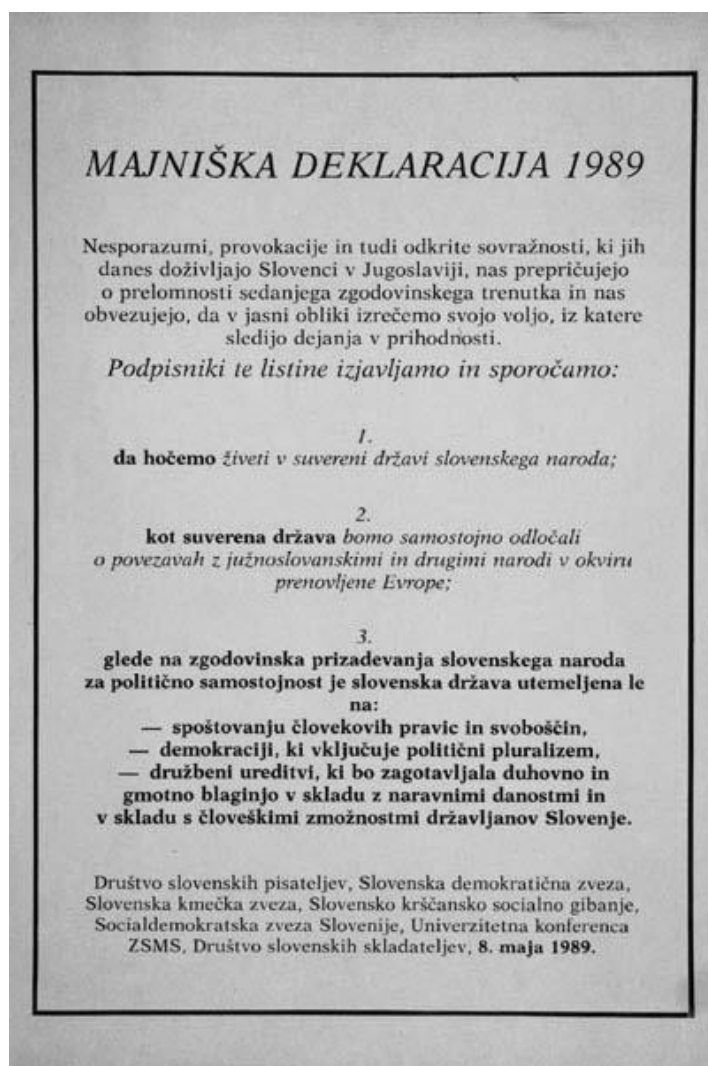 MAJNIŠKA DEKLARACIJA 1989
Nesporazumi, provokacije in tudi odkrite sovražnosti, ki jih
danes doživljajo Slovenci v Jugoslaviji, nas prepričujejo
o prelomnosti sedanjega zgodovinskega trenutka in nas
obvezujejo, da v jasni obliki izrečemo svojo voljo, iz katere
sledijo dejanja v prihodnosti.
Podpisniki te listine izjavljamo in sporočamo:
1.
da hočemo živeti v suvereni državi slovenskega naroda;
2.
kot suverena država bomo samostojno odločali
o povezavah z južnoslovanskimi in drugimi narodi v okviru
prenovljene Evrope;
3.
glede na zgodovinska prizadevanja slovenskega naroda
za politično samostojnost je slovenska država utemeljena le
na:
— spoštovanju človekovih pravic in svoboščin,
— demokraciji, ki vključuje politični pluralizem,
— družbeni ureditvi, ki bo zagotavljala duhovno in
gmotno blaginjo v skladu z naravnimi danostmi in
v skladu s človeškimi zmožnostmi državljanov Slovenje.
Društvo slovenskih pisateljev, Slovenska demokratična zveza,
Slovenska kmečka zveza, Slovensko krščansko socialno gibanje,
Socialdemokratska zveza Slovenije, Univerzitetna konferenca
ZSMS, Društvo slovenskih skladateljev, 8. maja 1989.